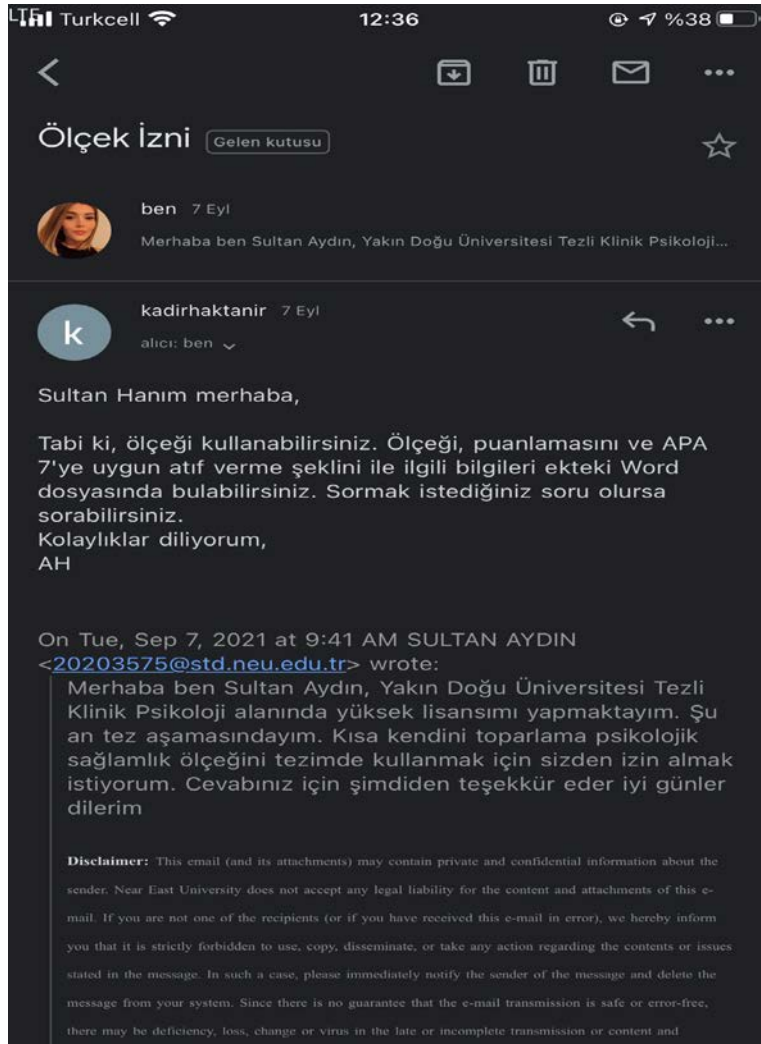 LTE Turkcell 12:36 %38
Ölçek İzni Gelen kutusu
ben 7 Eyl
Merhaba ben Sultan Aydın, Yakın Doğu Üniversitesi Tezli Klinik Psikoloji...
k
kadirhaktanir 7 Eyl
alıcı: ben
Sultan Hanım merhaba,
Tabi ki, ölçeği kullanabilirsiniz. Ölçeği, puanlamasını ve APA
7'ye uygun atıf verme şeklini ile ilgili bilgileri ekteki Word
dosyasında bulabilirsiniz. Sormak istediğiniz soru olursa
sorabilirsiniz.
Kolaylıklar diliyorum,
AH
On Tue, Sep 7, 2021 at 9:41 AM SULTAN AYDIN
<20203575@std.neu.edu.tr> wrote:
Merhaba ben Sultan Aydın, Yakın Doğu Üniversitesi Tezli
Klinik Psikoloji alanında yüksek lisansımı yapmaktayım. Şu
an tez aşamasındayım. Kısa kendini toparlama psikolojik
sağlamlık ölçeğini tezimde kullanmak için sizden izin almak
istiyorum. Cevabınız için şimdiden teşekkür eder iyi günler
dilerim
Disclaimer: This email (and its attachments) may contain private and confidential information about the
sender. Near East University does not accept any legal liability for the content and attachments of this e-
mail. If you are not one of the recipients (or if you have received this e-mail in error), we hereby inform
you that it is strictly forbidden to use, copy, disseminate, or take any action regarding the contents or issues
stated in the message. In such a case, please immediately notify the sender of the message and delete the
message from your system. Since there is no guarantee that the e-mail transmission is safe or error-free,
there may be deficiency, loss, change or virus in the late or incomplete transmission or content and